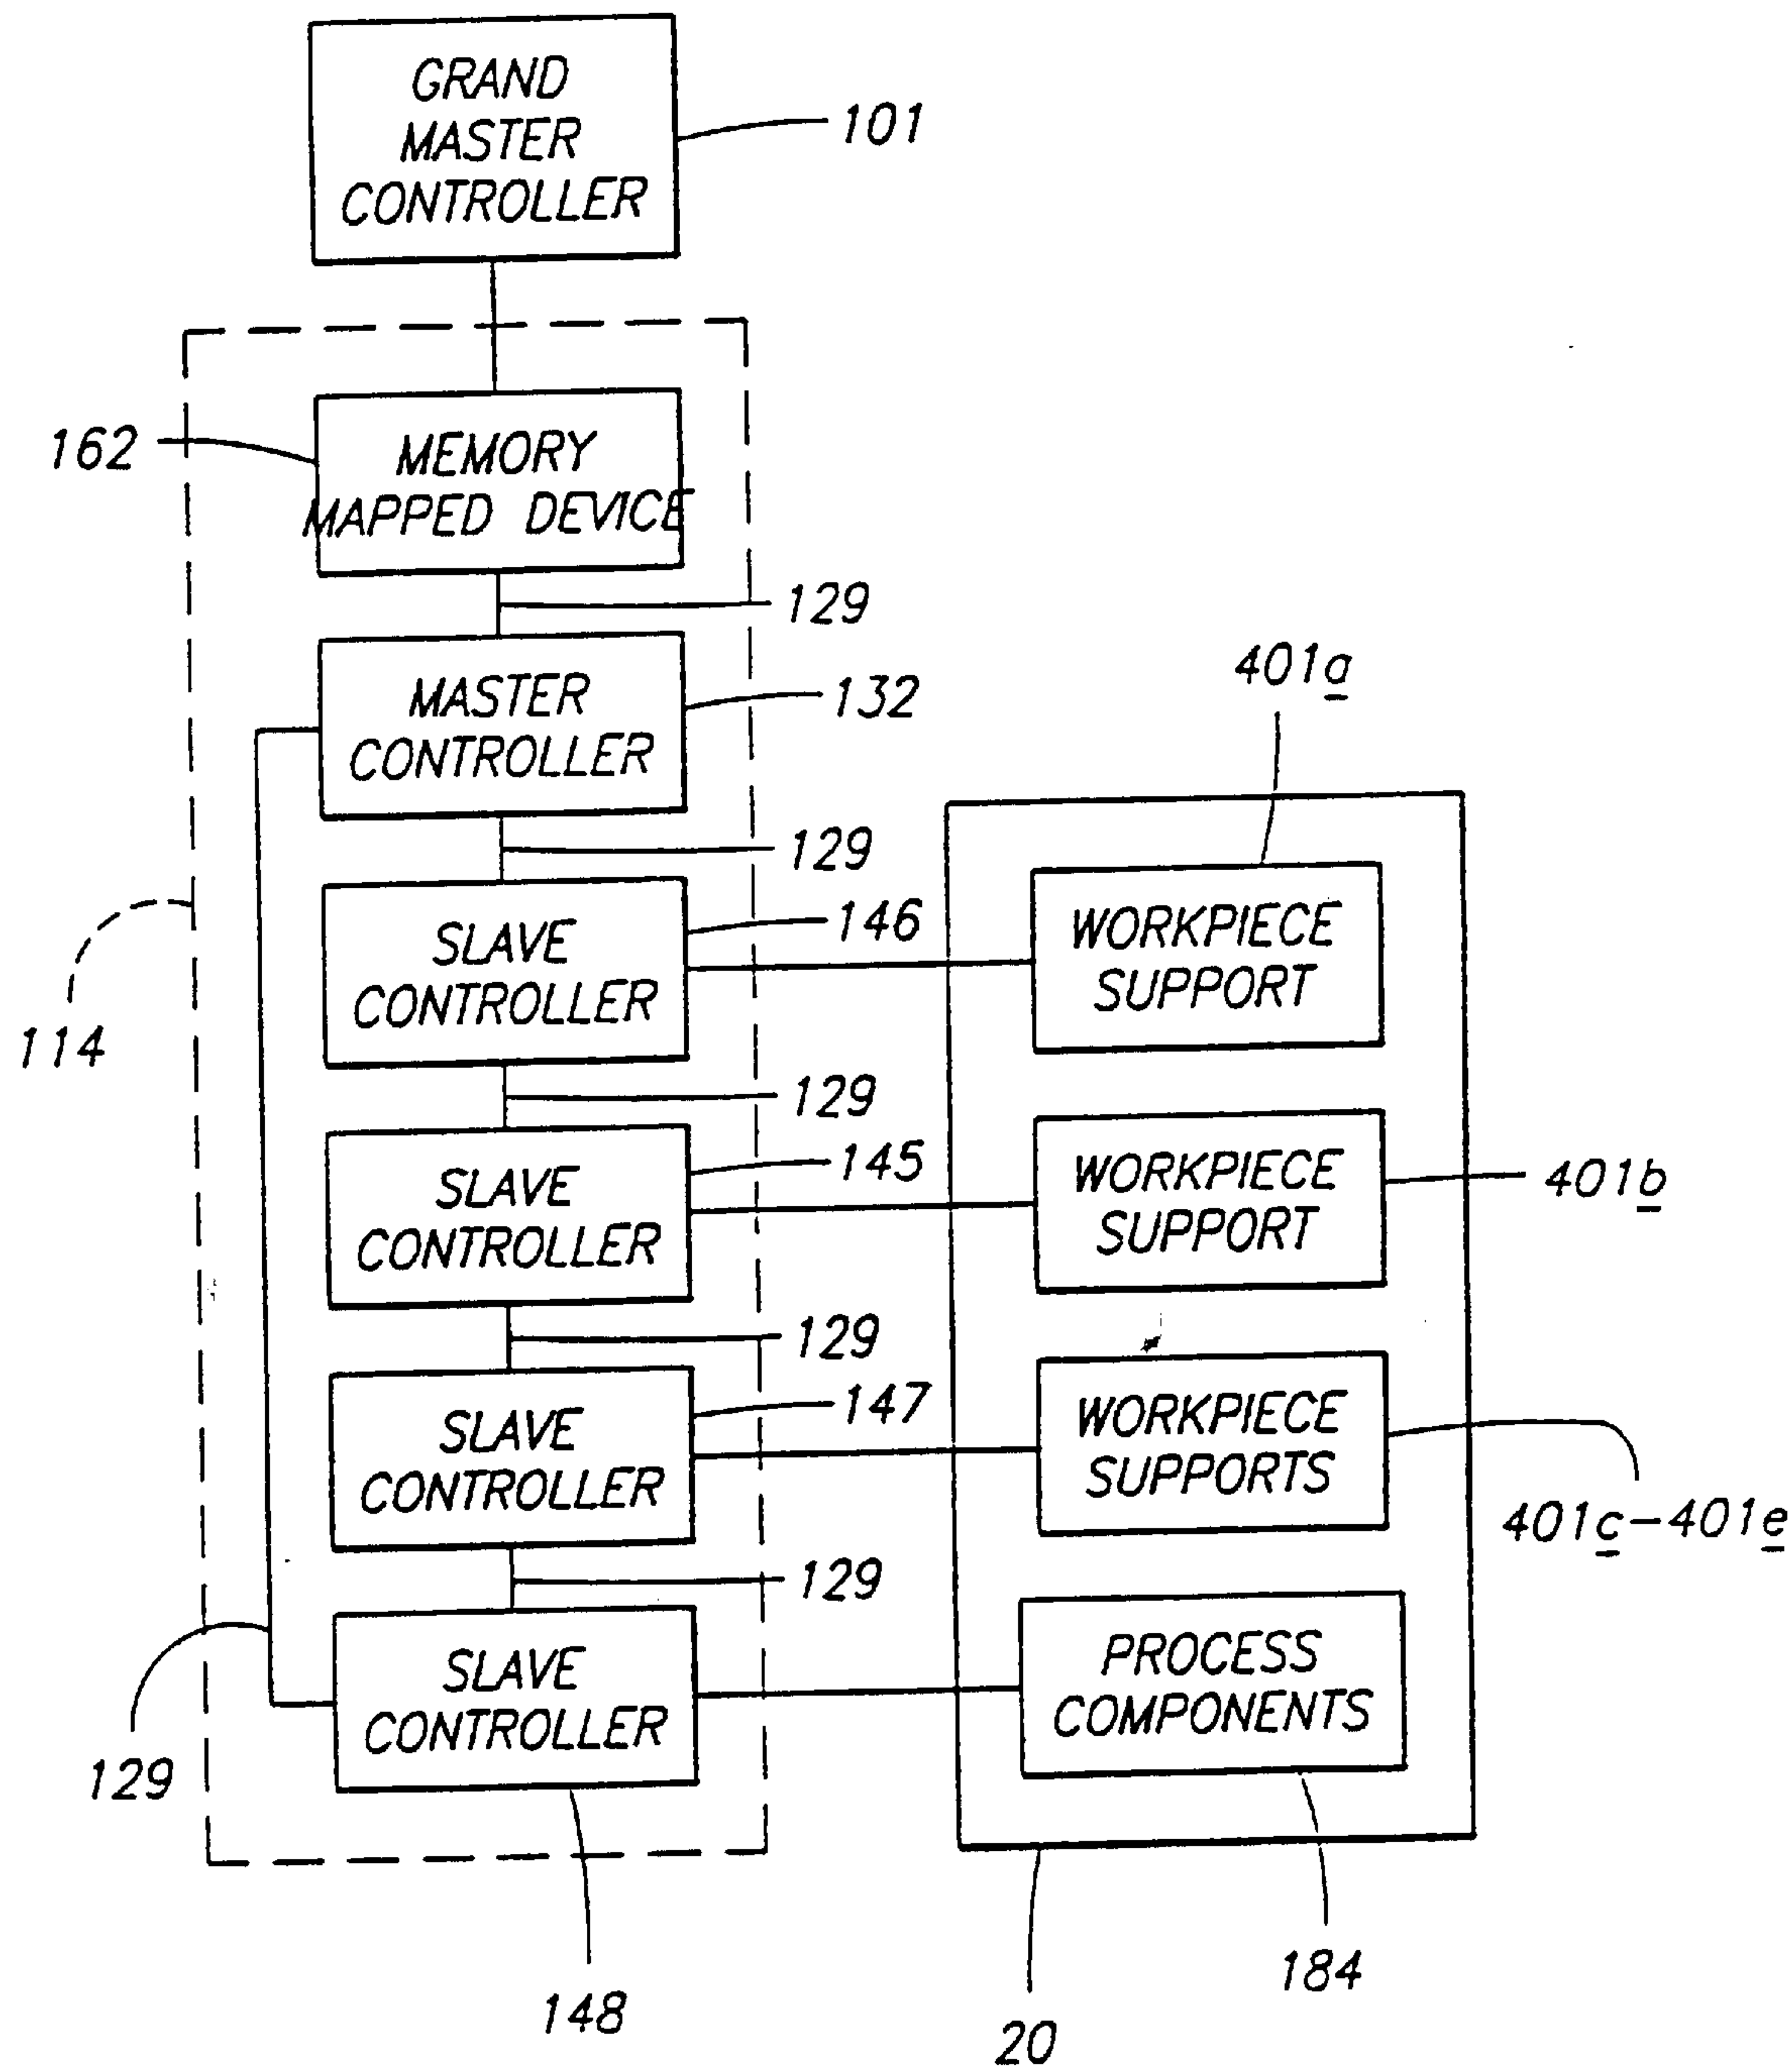 GRAND
MASTER
CONTROLLER
101
162
MEMORY
MAPPED DEVICE
129
MASTER
CONTROLLER
132
401a
129
SLAVE
CONTROLLER
146
WORKPIECE
SUPPORT
114
129
SLAVE
CONTROLLER
145
WORKPIECE
SUPPORT
401b
129
SLAVE
CONTROLLER
147
WORKPIECE
SUPPORTS
401c-401e
129
SLAVE
CONTROLLER
PROCESS
COMPONENTS
129
148
20
184